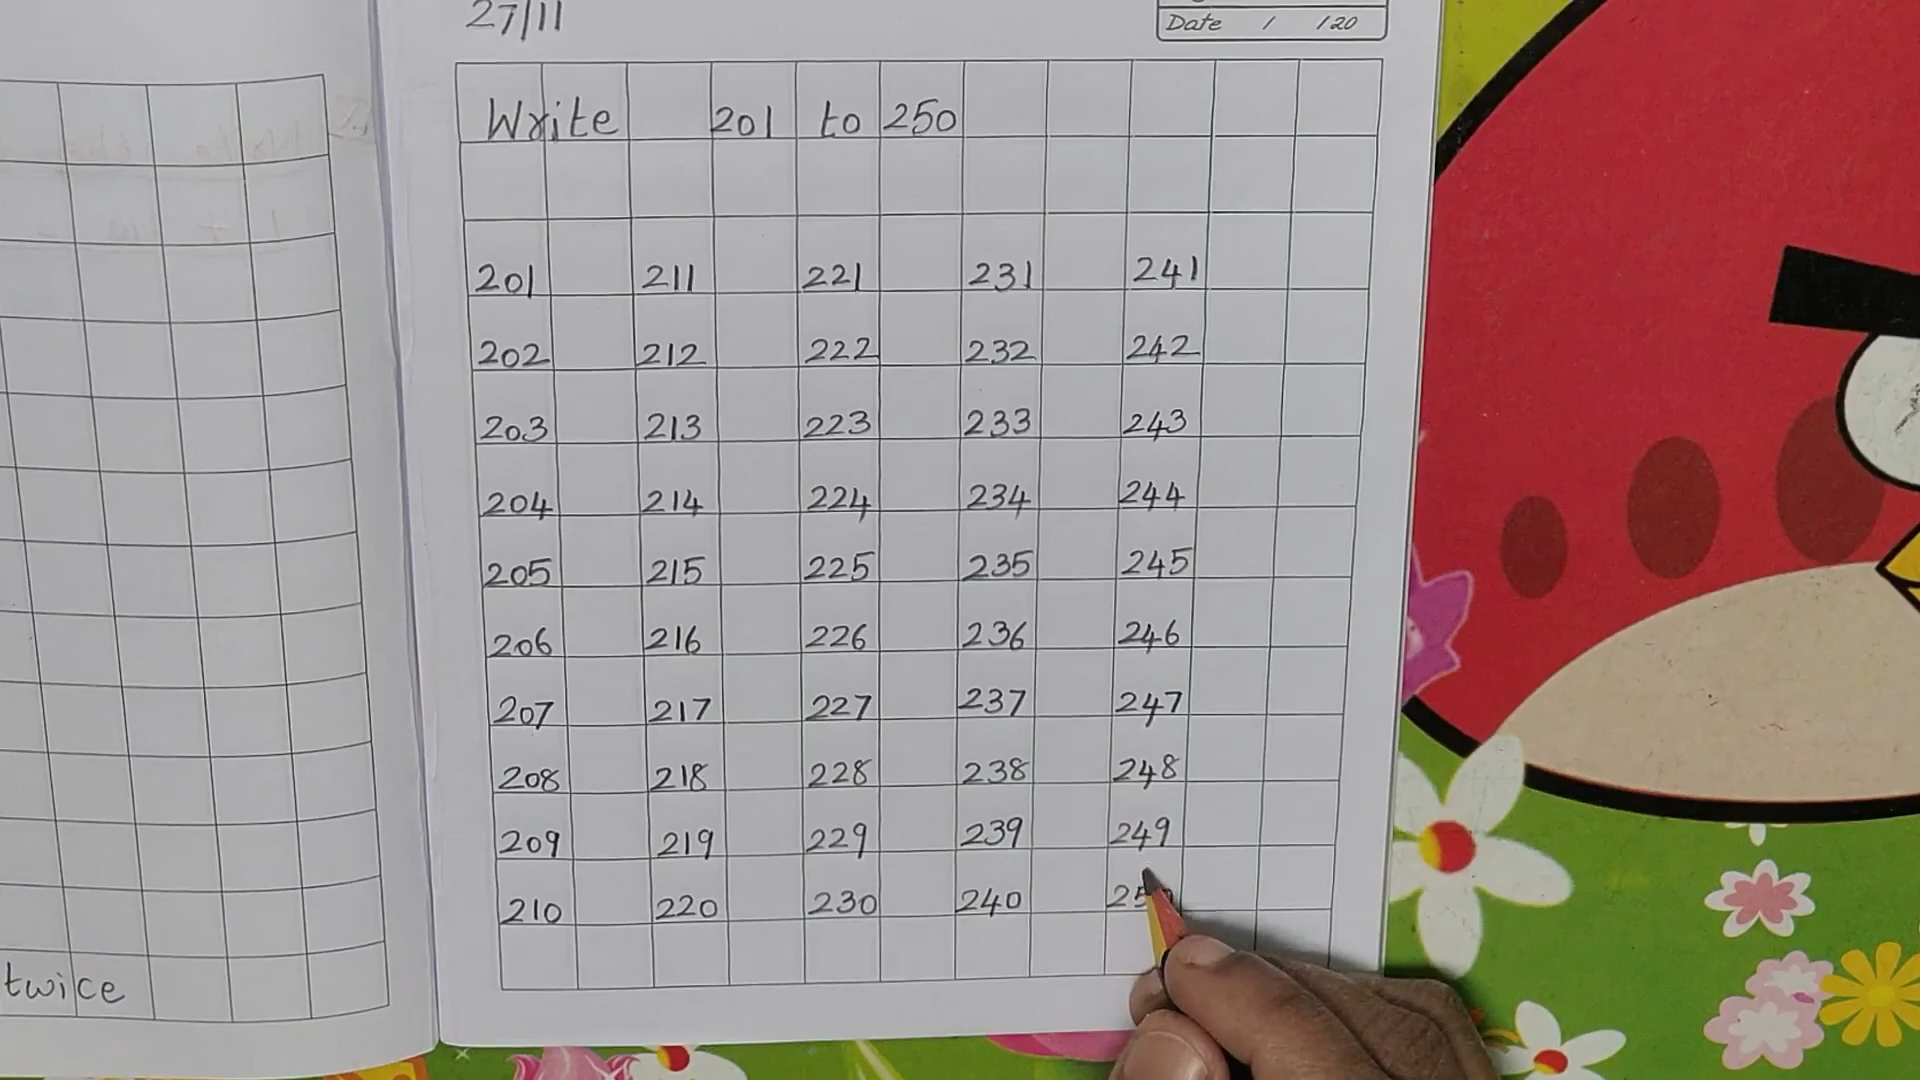 27/11
Date / /20
Write 201 to 250
201 211 221 231 241
202 212 222 232 242
203 213 223 233 243
204 214 224 234 244
205 215 225 235 245
206 216 226 236 246
207 217 227 237 247
208 218 228 238 248
209 219 229 239 249
210 220 230 240 250
twice